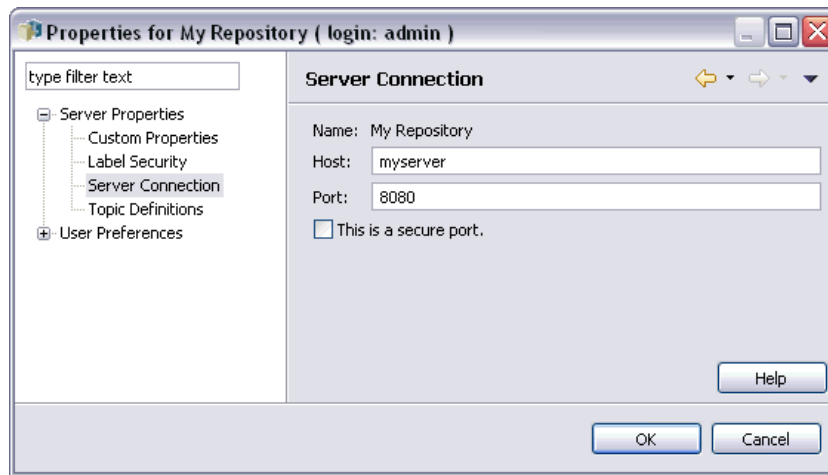 Properties for My Repository ( login: admin )
type filter text
Server Properties
Custom Properties
Label Security
Server Connection
Topic Definitions
User Preferences
Server Connection
Name: My Repository
Host: myserver
Port: 8080
This is a secure port.
Help
OK Cancel